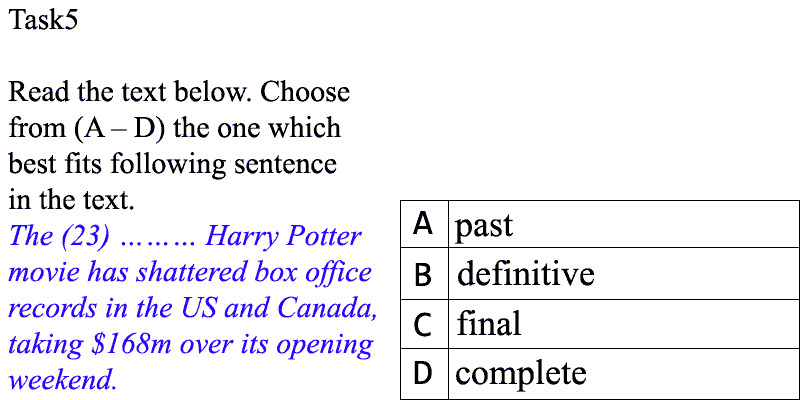 Task5
Read the text below. Choose
from (A – D) the one which
best fits following sentence
in the text.
The (23) ……… Harry Potter
movie has shattered box office
records in the US and Canada,
taking $168m over its opening
weekend.
A past
B definitive
C final
D complete